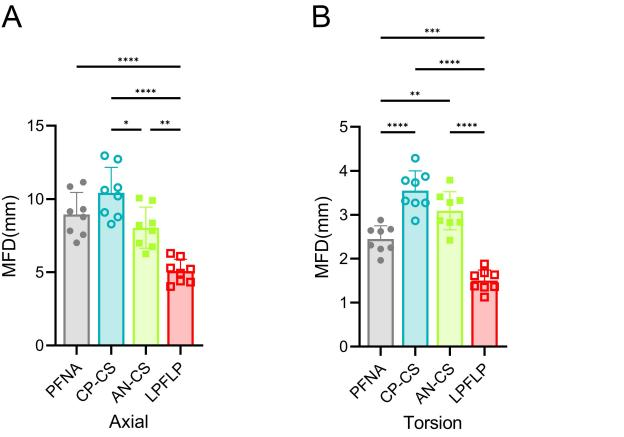 A
B
****
****
* **
***
****
**
**** ****
MFD(mm)
15
10
5
0
PFNA CP-CS AN-CS LPFLP
Axial
MFD(mm)
5
4
3
2
1
0
PFNA CP-CS AN-CS LPFLP
Torsion